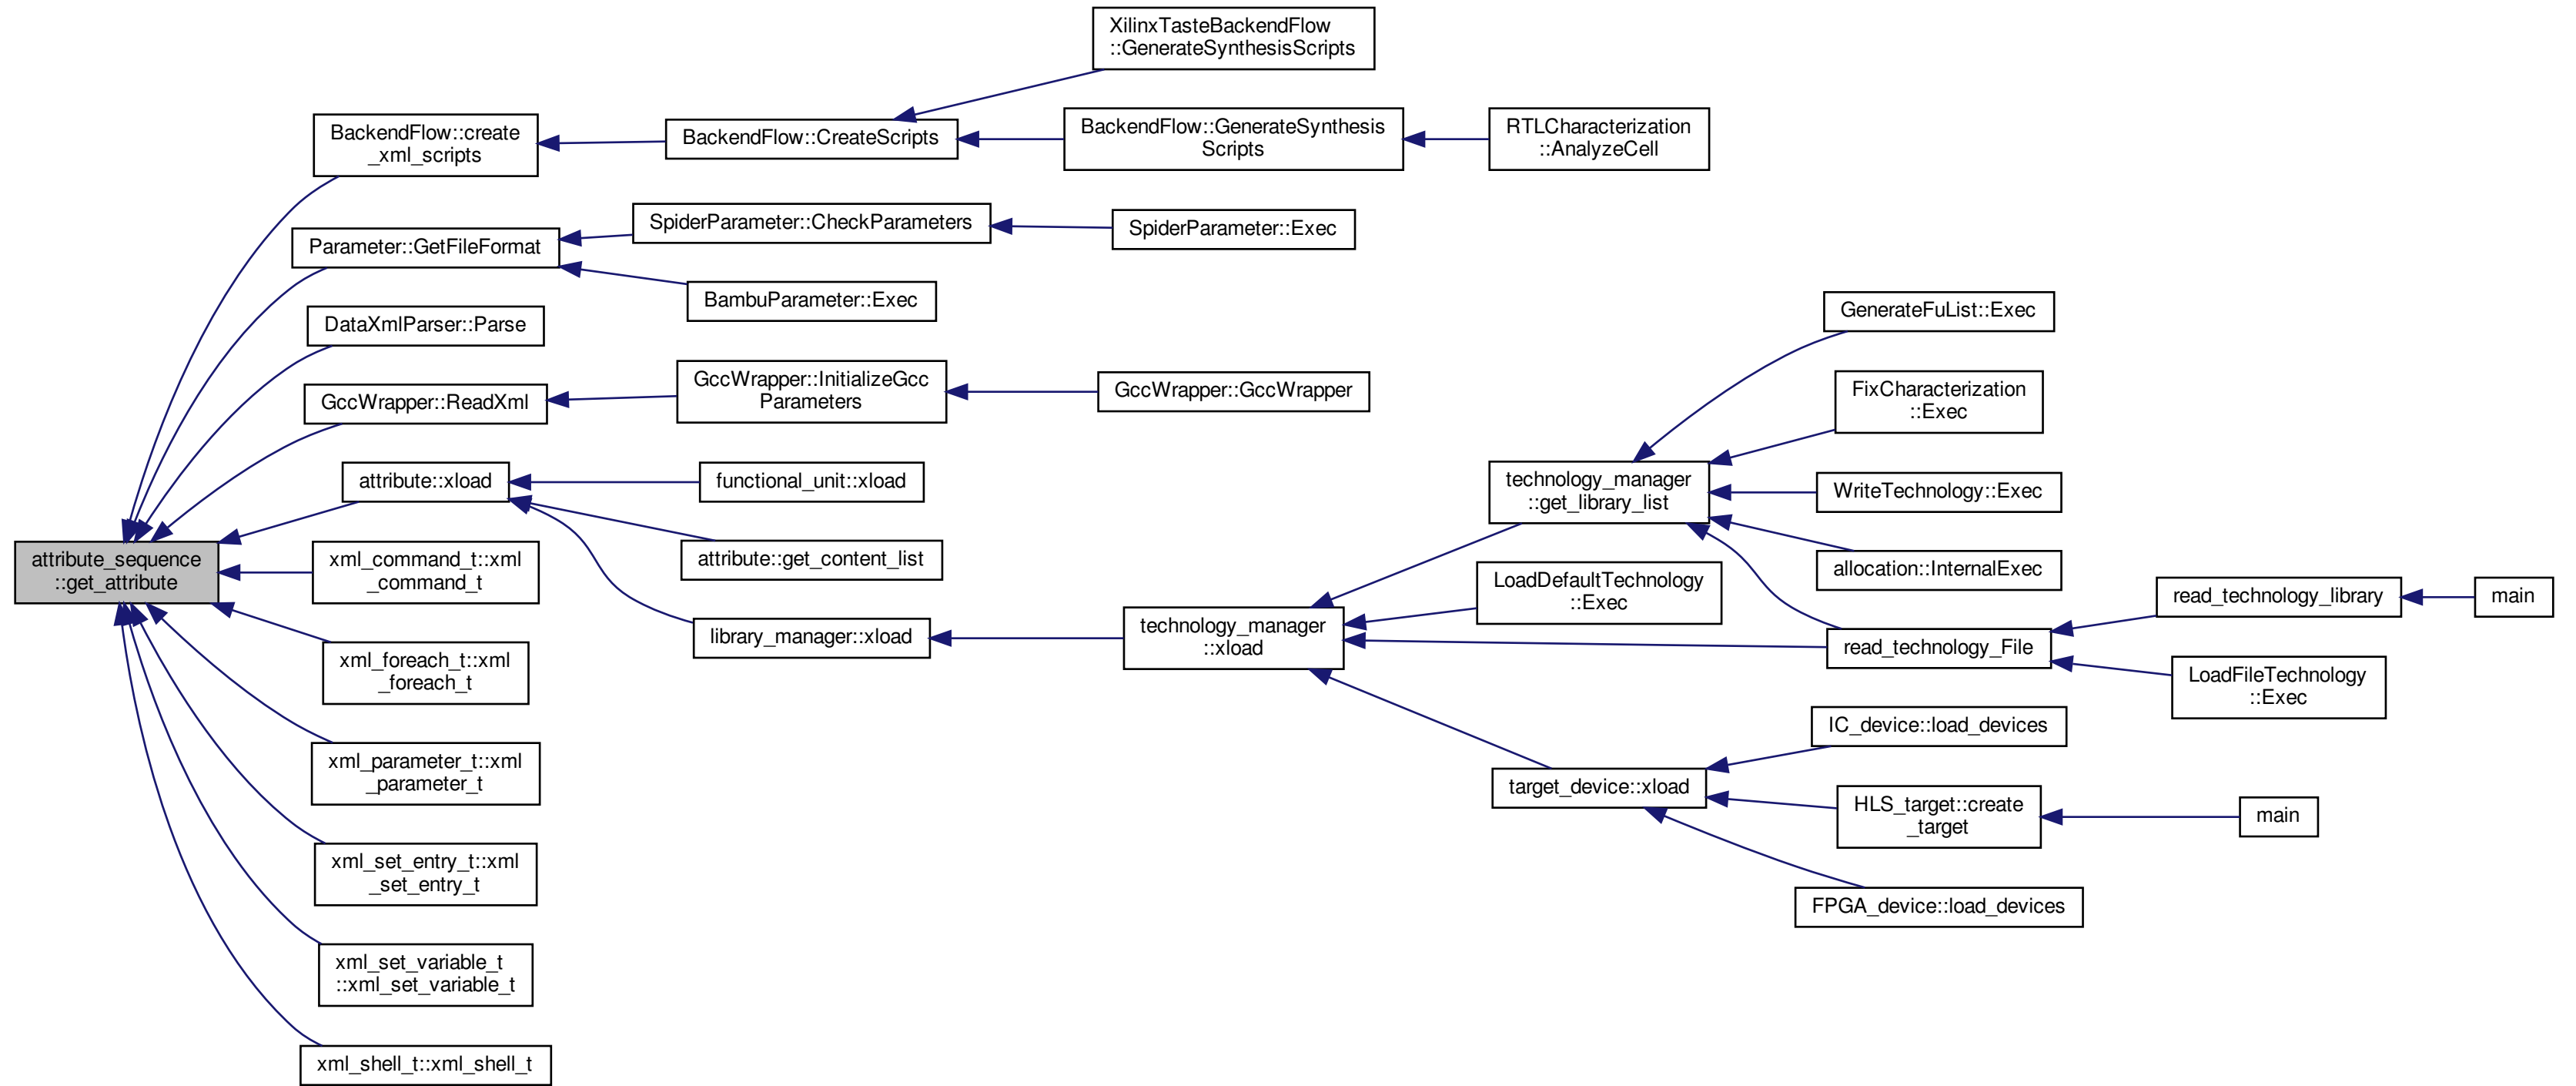 XilinxTasteBackendFlow
::GenerateSynthesisScripts
BackendFlow::create
_xml_scripts
BackendFlow::CreateScripts
BackendFlow::GenerateSynthesis
Scripts
RTLCharacterization
::AnalyzeCell
Parameter::GetFileFormat
SpiderParameter::CheckParameters
SpiderParameter::Exec
BambuParameter::Exec
DataXmlParser::Parse
GccWrapper::ReadXml
GccWrapper::InitializeGcc
Parameters
GccWrapper::GccWrapper
attribute_sequence
::get_attribute
attribute::xload
functional_unit::xload
attribute::get_content_list
library_manager::xload
technology_manager
::xload
technology_manager
::get_library_list
GenerateFuList::Exec
FixCharacterization
::Exec
WriteTechnology::Exec
allocation::InternalExec
LoadDefaultTechnology
::Exec
read_technology_File
read_technology_library
main
LoadFileTechnology
::Exec
target_device::xload
IC_device::load_devices
HLS_target::create
_target
main
FPGA_device::load_devices
xml_command_t::xml
_command_t
xml_foreach_t::xml
_foreach_t
xml_parameter_t::xml
_parameter_t
xml_set_entry_t::xml
_set_entry_t
xml_set_variable_t
::xml_set_variable_t
xml_shell_t::xml_shell_t